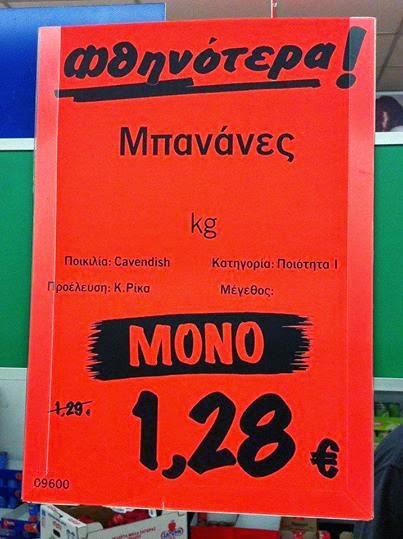 Φθηνότερα!
Μπανάνες
kg
Ποικιλία: Cavendish Κατηγορία: Ποιότητα I
Προέλευση: Κ.Ρίκα Μέγεθος:
ΜΟΝΟ
1,29 €
1,28 €
09600